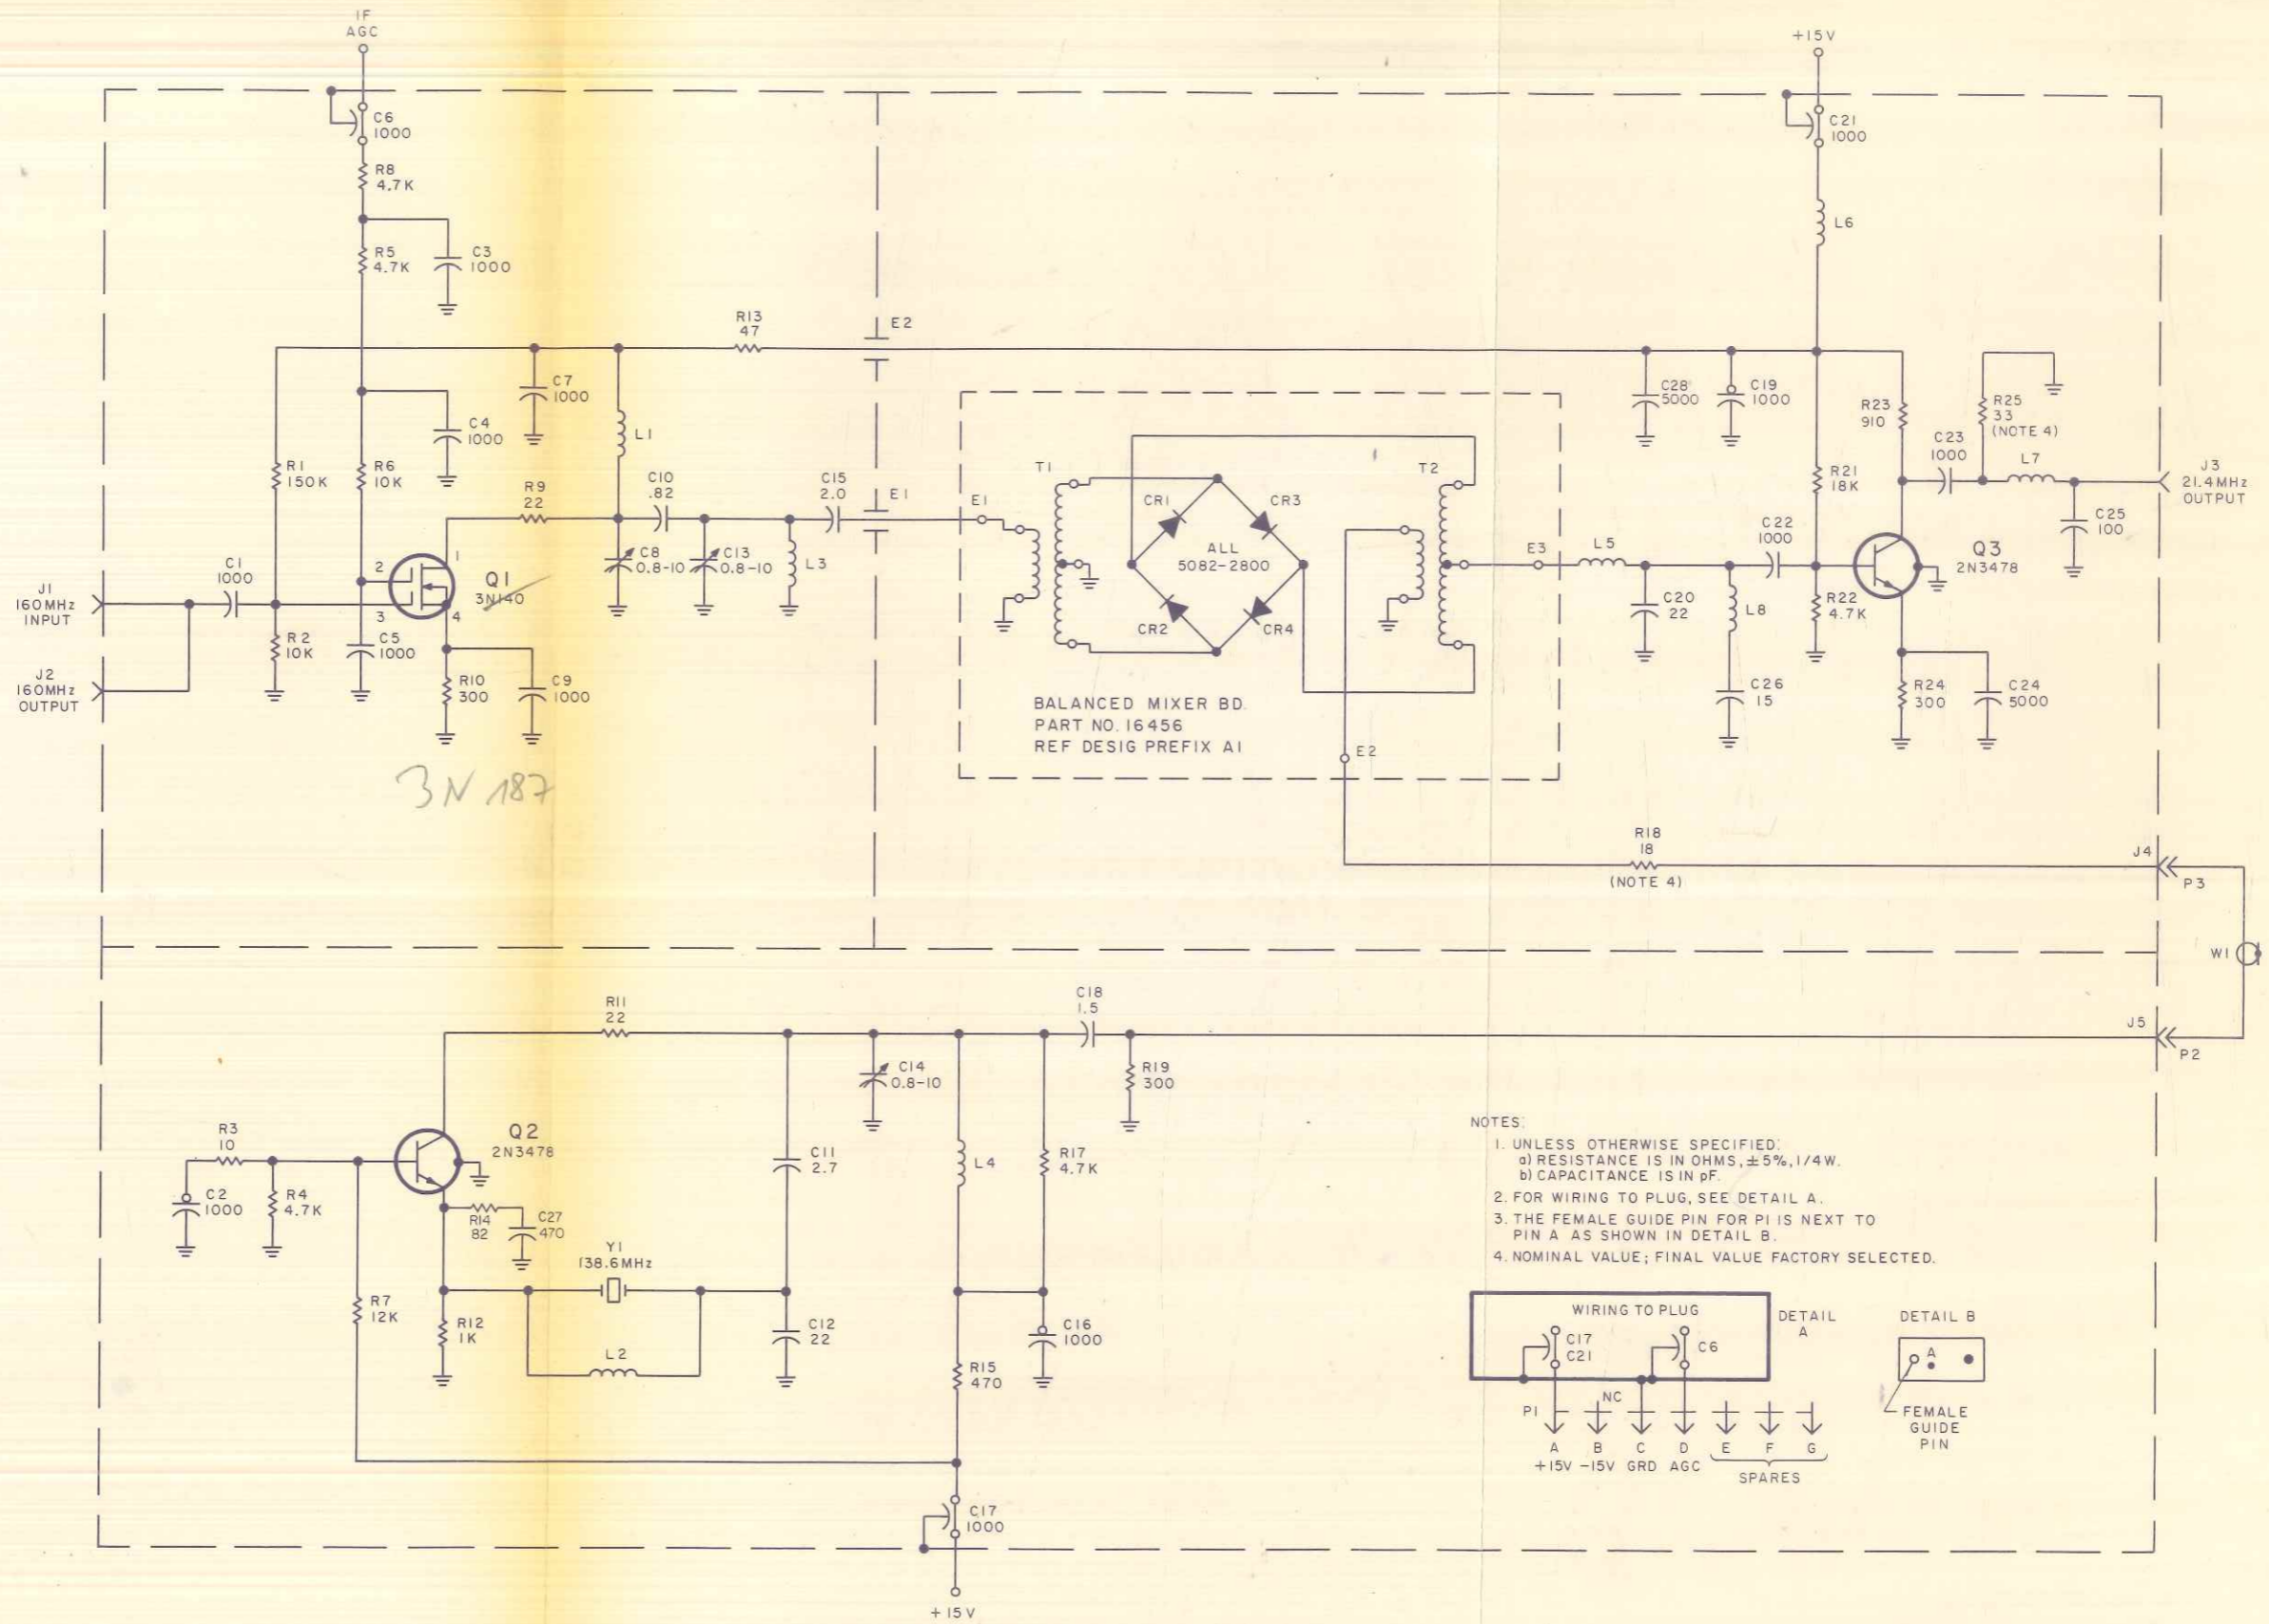 IF
AGC
+15V
C6
1000
C21
1000
R8
4.7K
R5
4.7K
C3
1000
L6
R13
47
E2
C7
1000
C4
1000
L1
R1
150K
R6
10K
R9
22
C10
.82
C15
2.0
E1
E1
C8
0.8-10
C13
0.8-10
L3
C1
1000
J1
160MHz
INPUT
2
1
3
4
Q1
3N140
R2
10K
C5
1000
J2
160MHz
OUTPUT
R10
300
C9
1000
3N 187
T1
CR1
CR3
ALL
5082-2800
CR2
CR4
T2
E3
BALANCED MIXER BD.
PART NO. 16456
REF DESIG PREFIX A1
E2
C28
5000
C19
1000
R23
910
R25
33
(NOTE 4)
C23
1000
L7
J3
21.4MHz
OUTPUT
R21
18K
C25
100
C22
1000
L5
Q3
2N3478
C20
22
L8
R22
4.7K
C26
15
R24
300
C24
5000
R18
18
(NOTE 4)
J4
P3
W1
J5
P2
R11
22
C18
1.5
C14
0.8-10
R19
300
R3
10
Q2
2N3478
C2
1000
R4
4.7K
R14
82
C27
470
C11
2.7
L4
R17
4.7K
Y1
138.6MHz
R7
12K
R12
1K
L2
C12
22
C16
1000
R15
470
C17
1000
+15V
NOTES:
1. UNLESS OTHERWISE SPECIFIED:
a) RESISTANCE IS IN OHMS, ±5%, 1/4W.
b) CAPACITANCE IS IN pF.
2. FOR WIRING TO PLUG, SEE DETAIL A.
3. THE FEMALE GUIDE PIN FOR P1 IS NEXT TO
PIN A AS SHOWN IN DETAIL B.
4. NOMINAL VALUE; FINAL VALUE FACTORY SELECTED.
WIRING TO PLUG
C17
C21
C6
DETAIL
A
NC
P1
A B C D E F G
+15V -15V GRD AGC
SPARES
DETAIL B
A
FEMALE
GUIDE
PIN